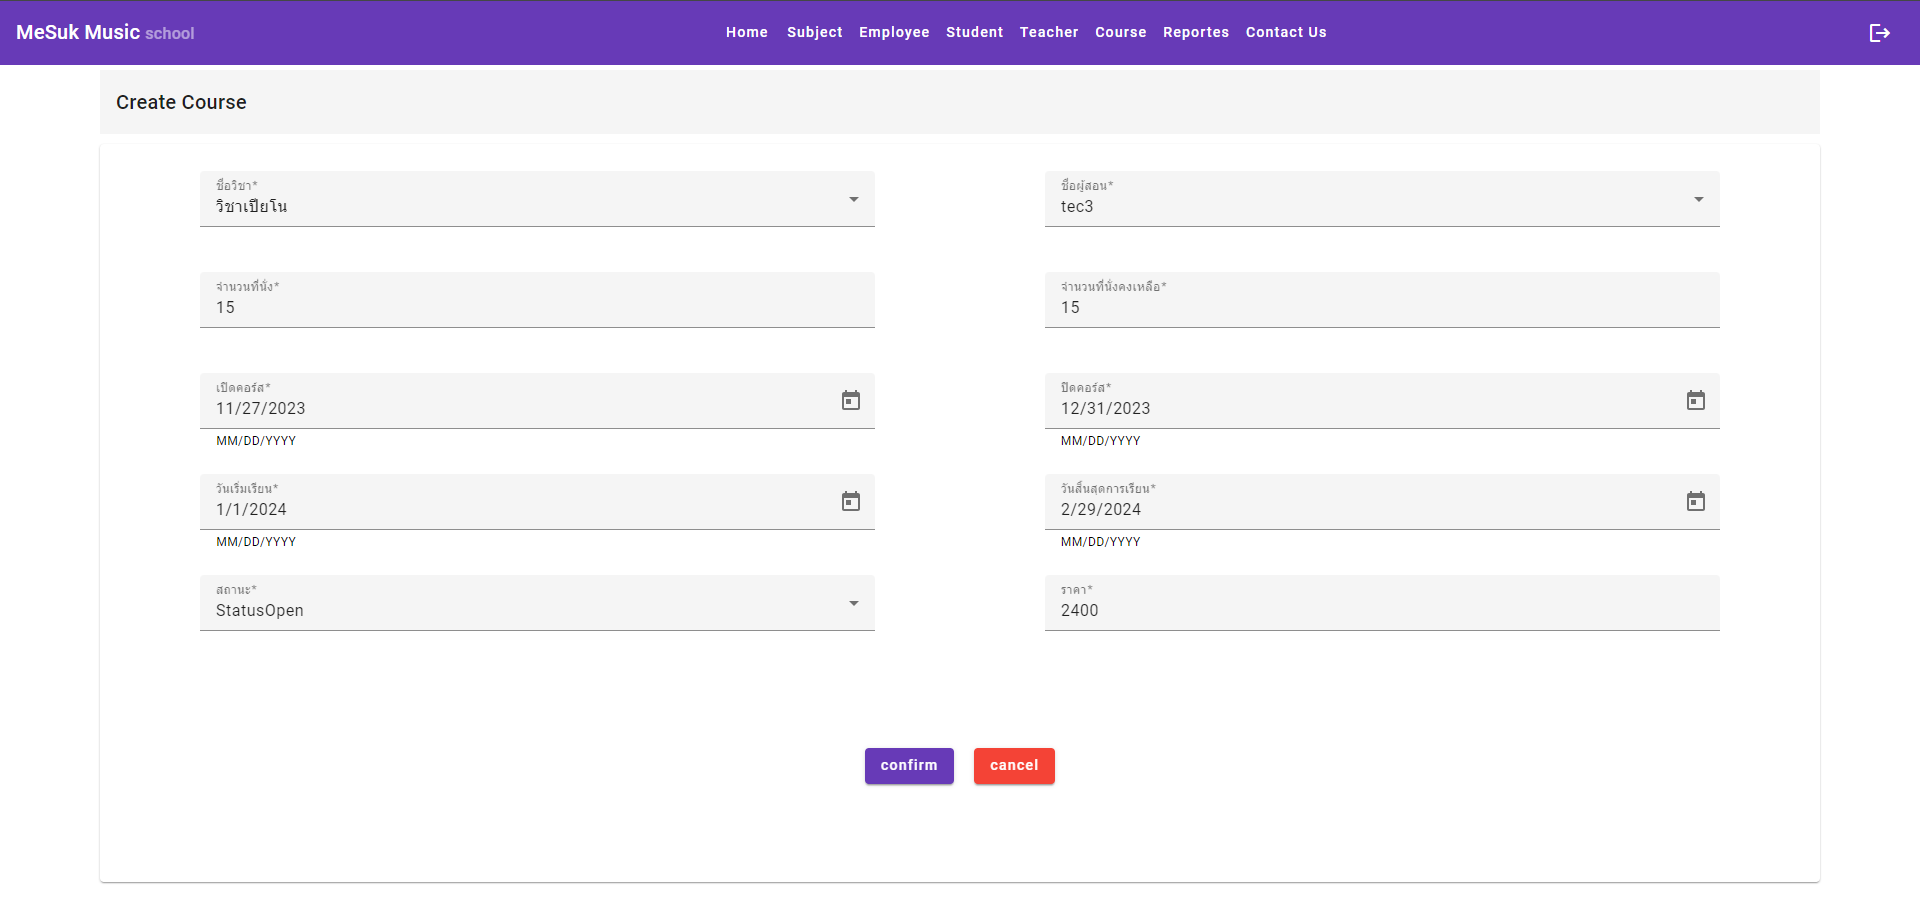 MeSuk Music school
Home Subject Employee Student Teacher Course Reportes Contact Us
Create Course
ชื่อวิชา*
วิชาเปียโน
ชื่อผู้สอน*
tec3
จำนวนที่นั่ง*
15
จำนวนที่นั่งคงเหลือ*
15
เปิดคอร์ส*
11/27/2023
MM/DD/YYYY
ปิดคอร์ส*
12/31/2023
MM/DD/YYYY
วันเริ่มเรียน*
1/1/2024
MM/DD/YYYY
วันสิ้นสุดการเรียน*
2/29/2024
MM/DD/YYYY
สถานะ*
StatusOpen
ราคา*
2400
confirm cancel